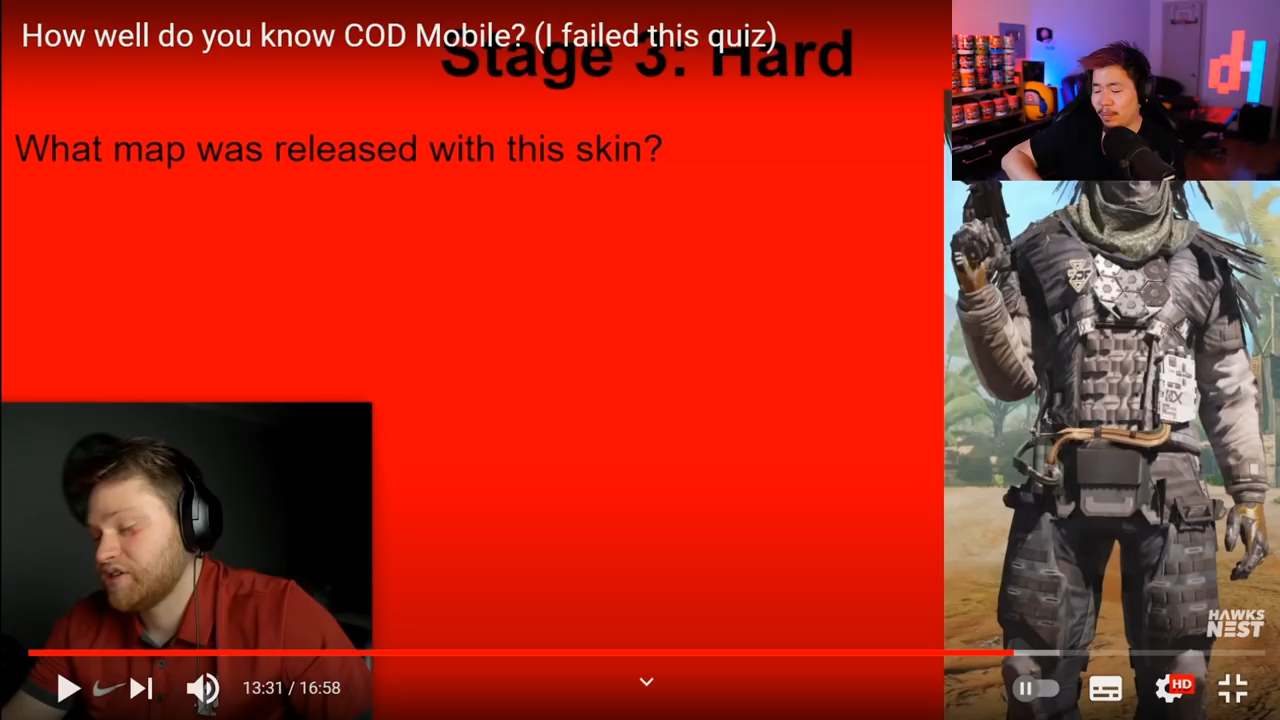 How well do you know COD Mobile? (I failed this quiz)
Stage 3: Hard
What map was released with this skin?
HAWKS
NEST
13:31 / 16:58
HD